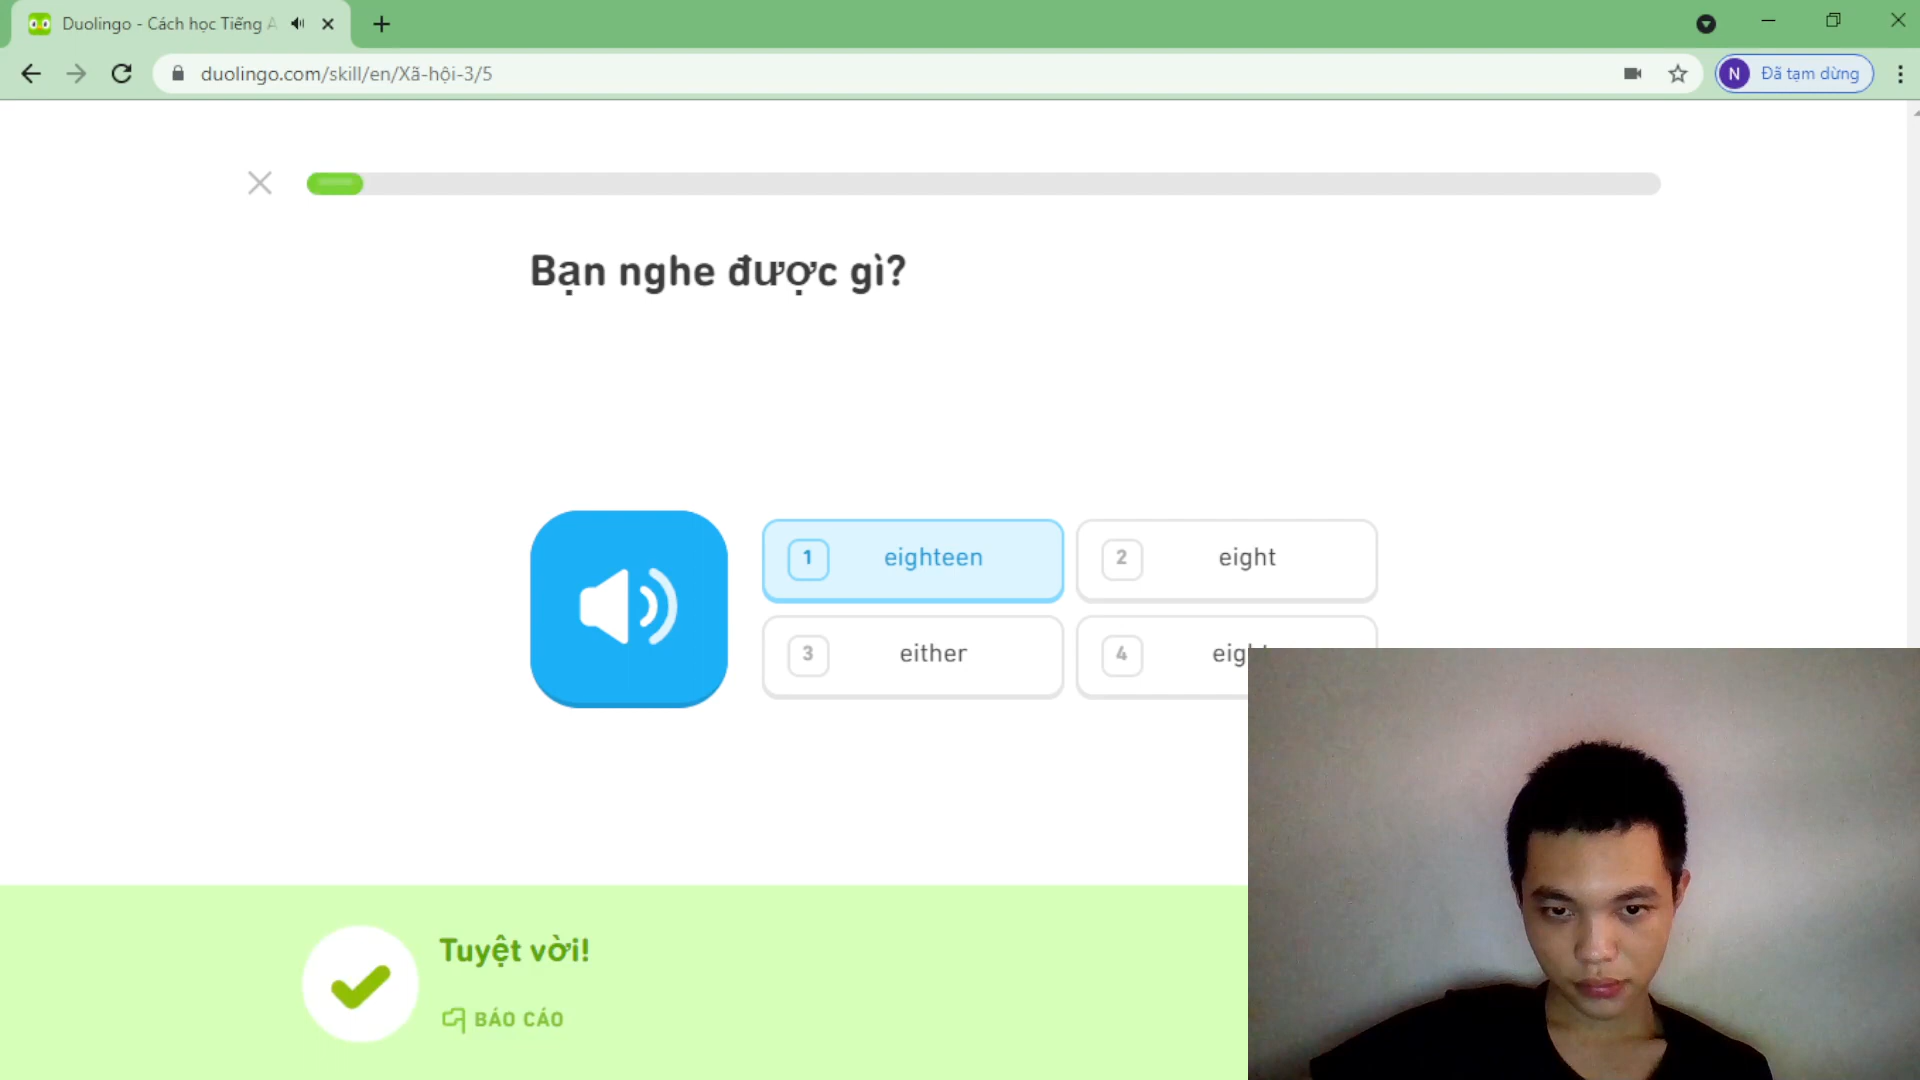 Duolingo - Cách học Tiếng
duolingo.com/skill/en/Xã-hội-3/5
N Đã tạm dừng
Bạn nghe được gì?
1 eighteen
2 eight
3 either
4
Tuyệt vời!
BÁO CÁO